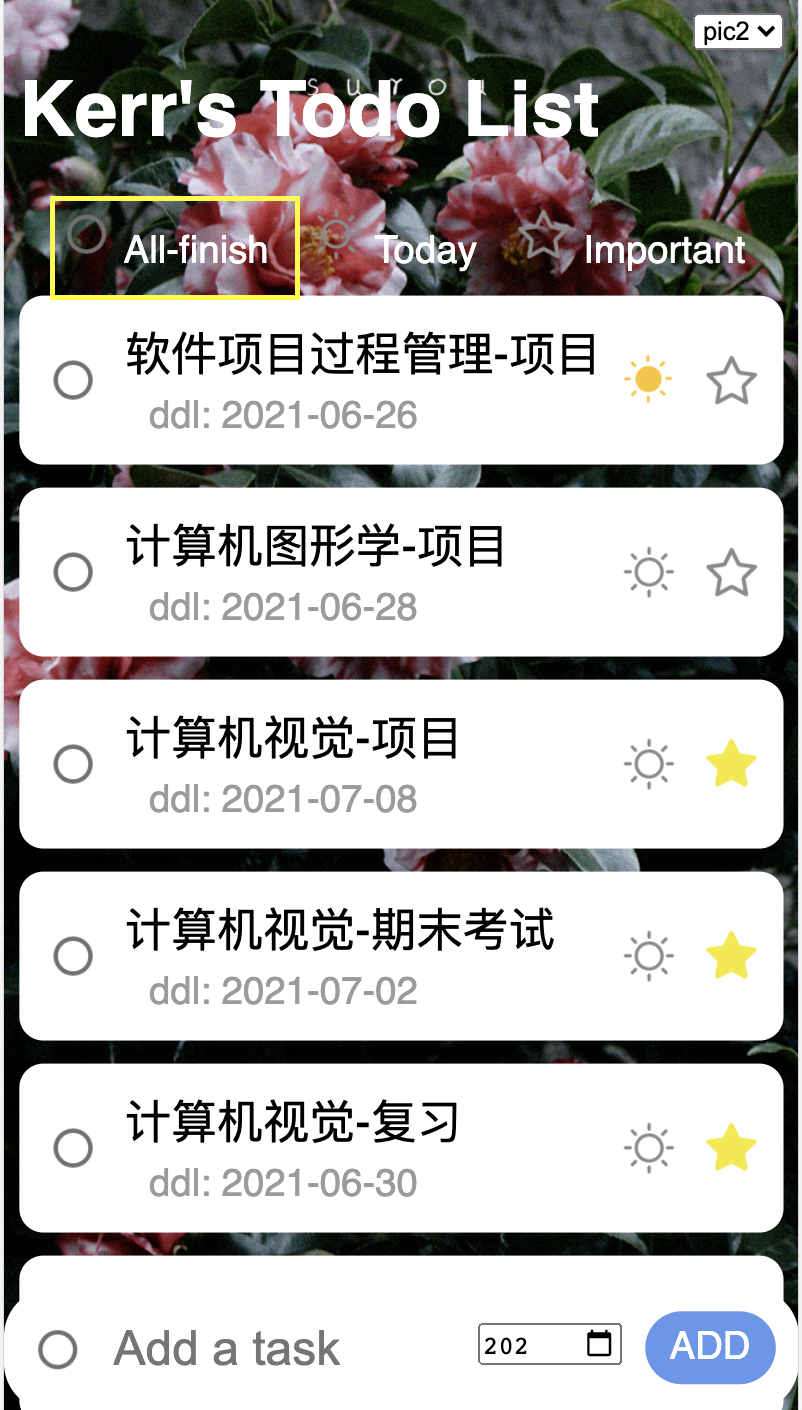 pic2
surou
Kerr's Todo List
All-finish Today Important
软件项目过程管理-项目
ddl: 2021-06-26
计算机图形学-项目
ddl: 2021-06-28
计算机视觉-项目
ddl: 2021-07-08
计算机视觉-期末考试
ddl: 2021-07-02
计算机视觉-复习
ddl: 2021-06-30
Add a task 202 ADD